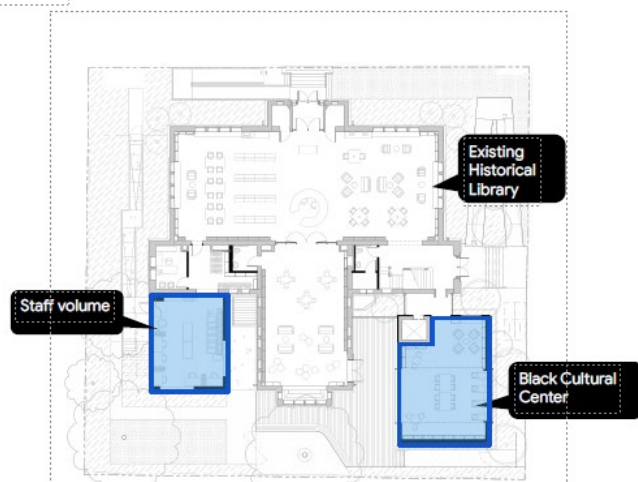 Existing
Historical
Library
Staff volume
Black Cultural
Center